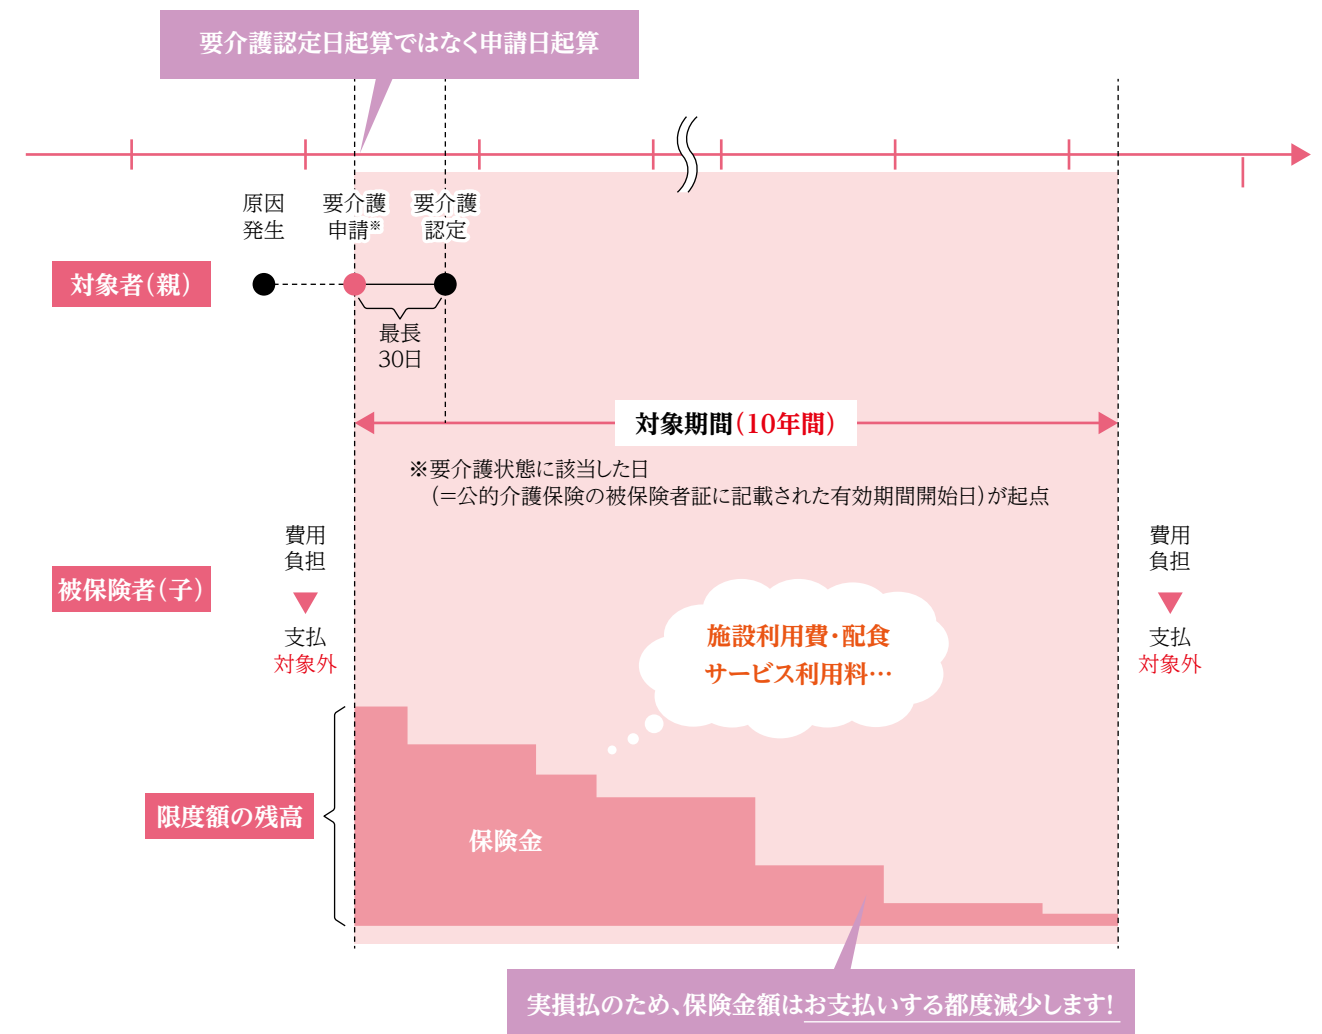 要介護認定日起算ではなく申請日起算
原因
発生
要介護
申請※
要介護
認定
対象者(親)
最長
30日
対象期間(10年間)
※要介護状態に該当した日
(＝公的介護保険の被保険者証に記載された有効期間開始日)が起点
費用
負担
支払
対象外
費用
負担
支払
対象外
被保険者(子)
施設利用費・配食
サービス利用料…
限度額の残高
保険金
実損払のため、保険金額はお支払いする都度減少します!